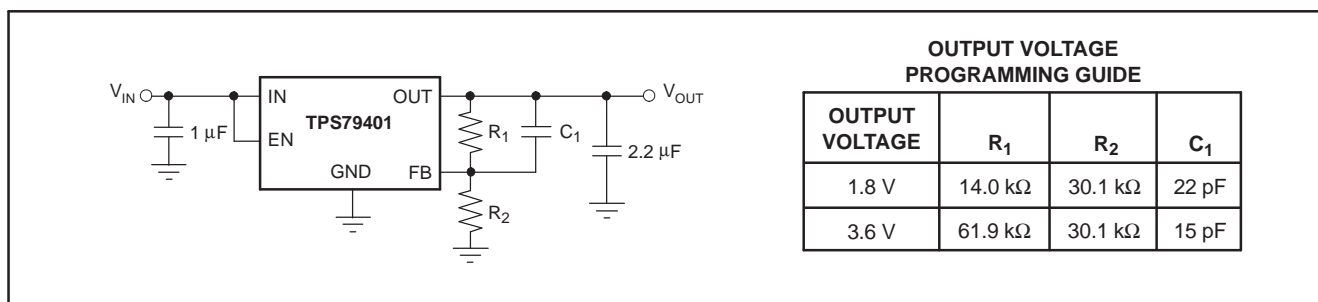 V_IN
IN
OUT
V_OUT
TPS79401
1 μF
EN
R_1
C_1
2.2 μF
GND
FB
R_2
OUTPUT VOLTAGE
PROGRAMMING GUIDE
OUTPUT
VOLTAGE
R_1
R_2
C_1
1.8 V
14.0 kΩ
30.1 kΩ
22 pF
3.6 V
61.9 kΩ
30.1 kΩ
15 pF